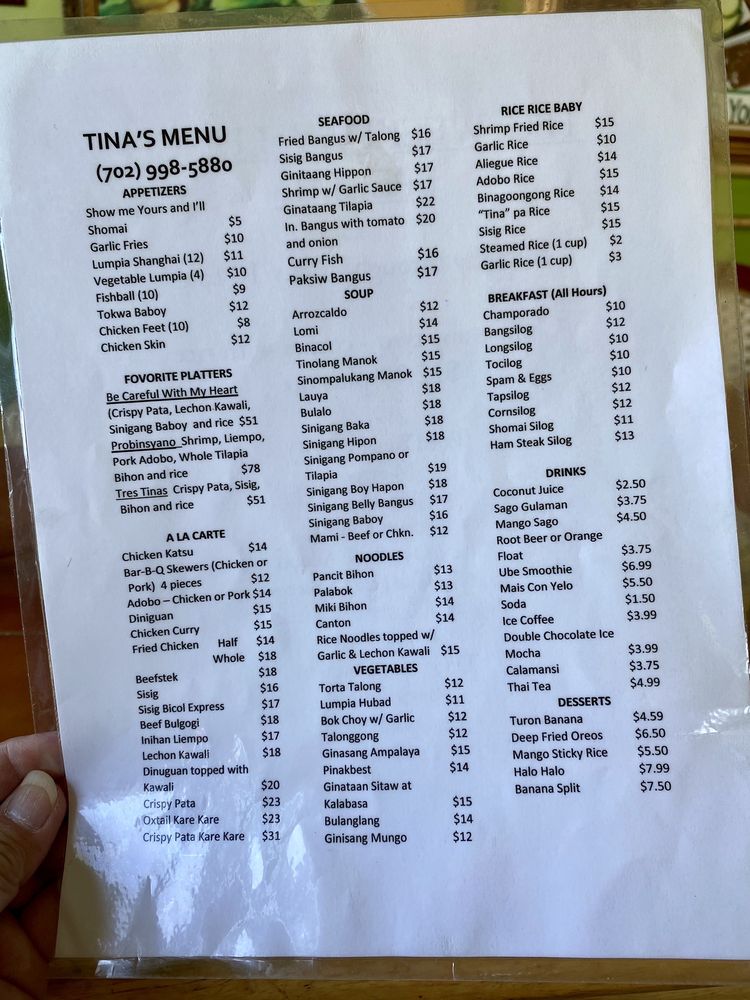 TINA'S MENU
(702) 998-5880
APPETIZERS
Show me Yours and I'll
Shomai $5
Garlic Fries $10
Lumpia Shanghai (12) $11
Vegetable Lumpia (4) $10
Fishball (10) $9
Tokwa Baboy $12
Chicken Feet (10) $8
Chicken Skin $12
FOVORITE PLATTERS
Be Careful With My Heart
(Crispy Pata, Lechon Kawali,
Sinigang Baboy and rice $51
Probinsyano Shrimp, Liempo,
Pork Adobo, Whole Tilapia
Bihon and rice $78
Tres Tinas Crispy Pata, Sisig,
Bihon and rice $51
A LA CARTE
Chicken Katsu $14
Bar-B-Q Skewers (Chicken or
Pork) 4 pieces $12
Adobo – Chicken or Pork $14
Diniguan $15
Chicken Curry $15
Fried Chicken Half $14
Whole $18
Beefstek $18
Sisig $16
Sisig Bicol Express $17
Beef Bulgogi $18
Inihan Liempo $17
Lechon Kawali $18
Dinuguan topped with
Kawali $20
Crispy Pata $23
Oxtail Kare Kare $23
Crispy Pata Kare Kare $31
SEAFOOD
Fried Bangus w/ Talong $16
Sisig Bangus $17
Ginitaang Hippon $17
Shrimp w/ Garlic Sauce $17
Ginataang Tilapia $22
In. Bangus with tomato $20
and onion
Curry Fish $16
Paksiw Bangus $17
SOUP
Arrozcaldo $12
Lomi $14
Binacol $15
Tinolang Manok $15
Sinompalukang Manok $15
Lauya $18
Bulalo $18
Sinigang Baka $18
Sinigang Hipon $18
Sinigang Pompano or
Tilapia $19
Sinigang Boy Hapon $18
Sinigang Belly Bangus $17
Sinigang Baboy $16
Mami - Beef or Chkn. $12
NOODLES
Pancit Bihon $13
Palabok $13
Miki Bihon $14
Canton $14
Rice Noodles topped w/
Garlic & Lechon Kawali $15
VEGETABLES
Torta Talong $12
Lumpia Hubad $11
Bok Choy w/ Garlic $12
Talonggong $12
Ginasang Ampalaya $15
Pinakbest $14
Ginataan Sitaw at
Kalabasa $15
Bulanglang $14
Ginisang Mungo $12
RICE RICE BABY
Shrimp Fried Rice $15
Garlic Rice $10
Aliegue Rice $14
Adobo Rice $15
Binagoongong Rice $14
"Tina" pa Rice $15
Sisig Rice $15
Steamed Rice (1 cup) $2
Garlic Rice (1 cup) $3
BREAKFAST (All Hours)
Champorado $10
Bangsilog $12
Longsilog $10
Tocilog $10
Spam & Eggs $10
Tapsilog $12
Cornsilog $12
Shomai Silog $11
Ham Steak Silog $13
DRINKS
Coconut Juice $2.50
Sago Gulaman $3.75
Mango Sago $4.50
Root Beer or Orange
Float $3.75
Ube Smoothie $6.99
Mais Con Yelo $5.50
Soda $1.50
Ice Coffee $3.99
Double Chocolate Ice
Mocha $3.99
Calamansi $3.75
Thai Tea $4.99
DESSERTS
Turon Banana $4.59
Deep Fried Oreos $6.50
Mango Sticky Rice $5.50
Halo Halo $7.99
Banana Split $7.50